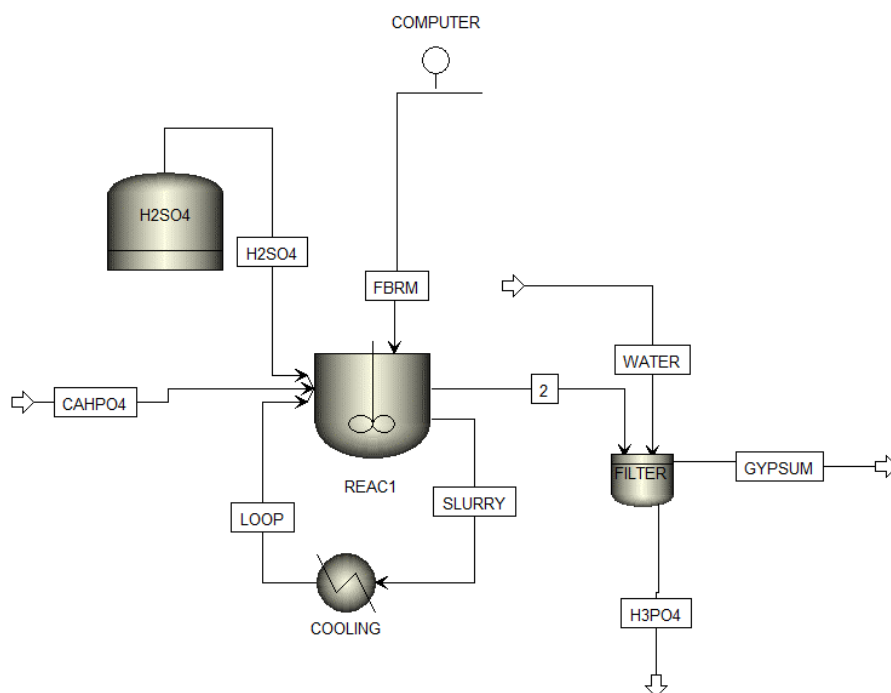 COMPUTER
H2SO4
H2SO4
FBRM
WATER
CAHPO4
2
FILTER
GYPSUM
REAC1
LOOP
SLURRY
COOLING
H3PO4